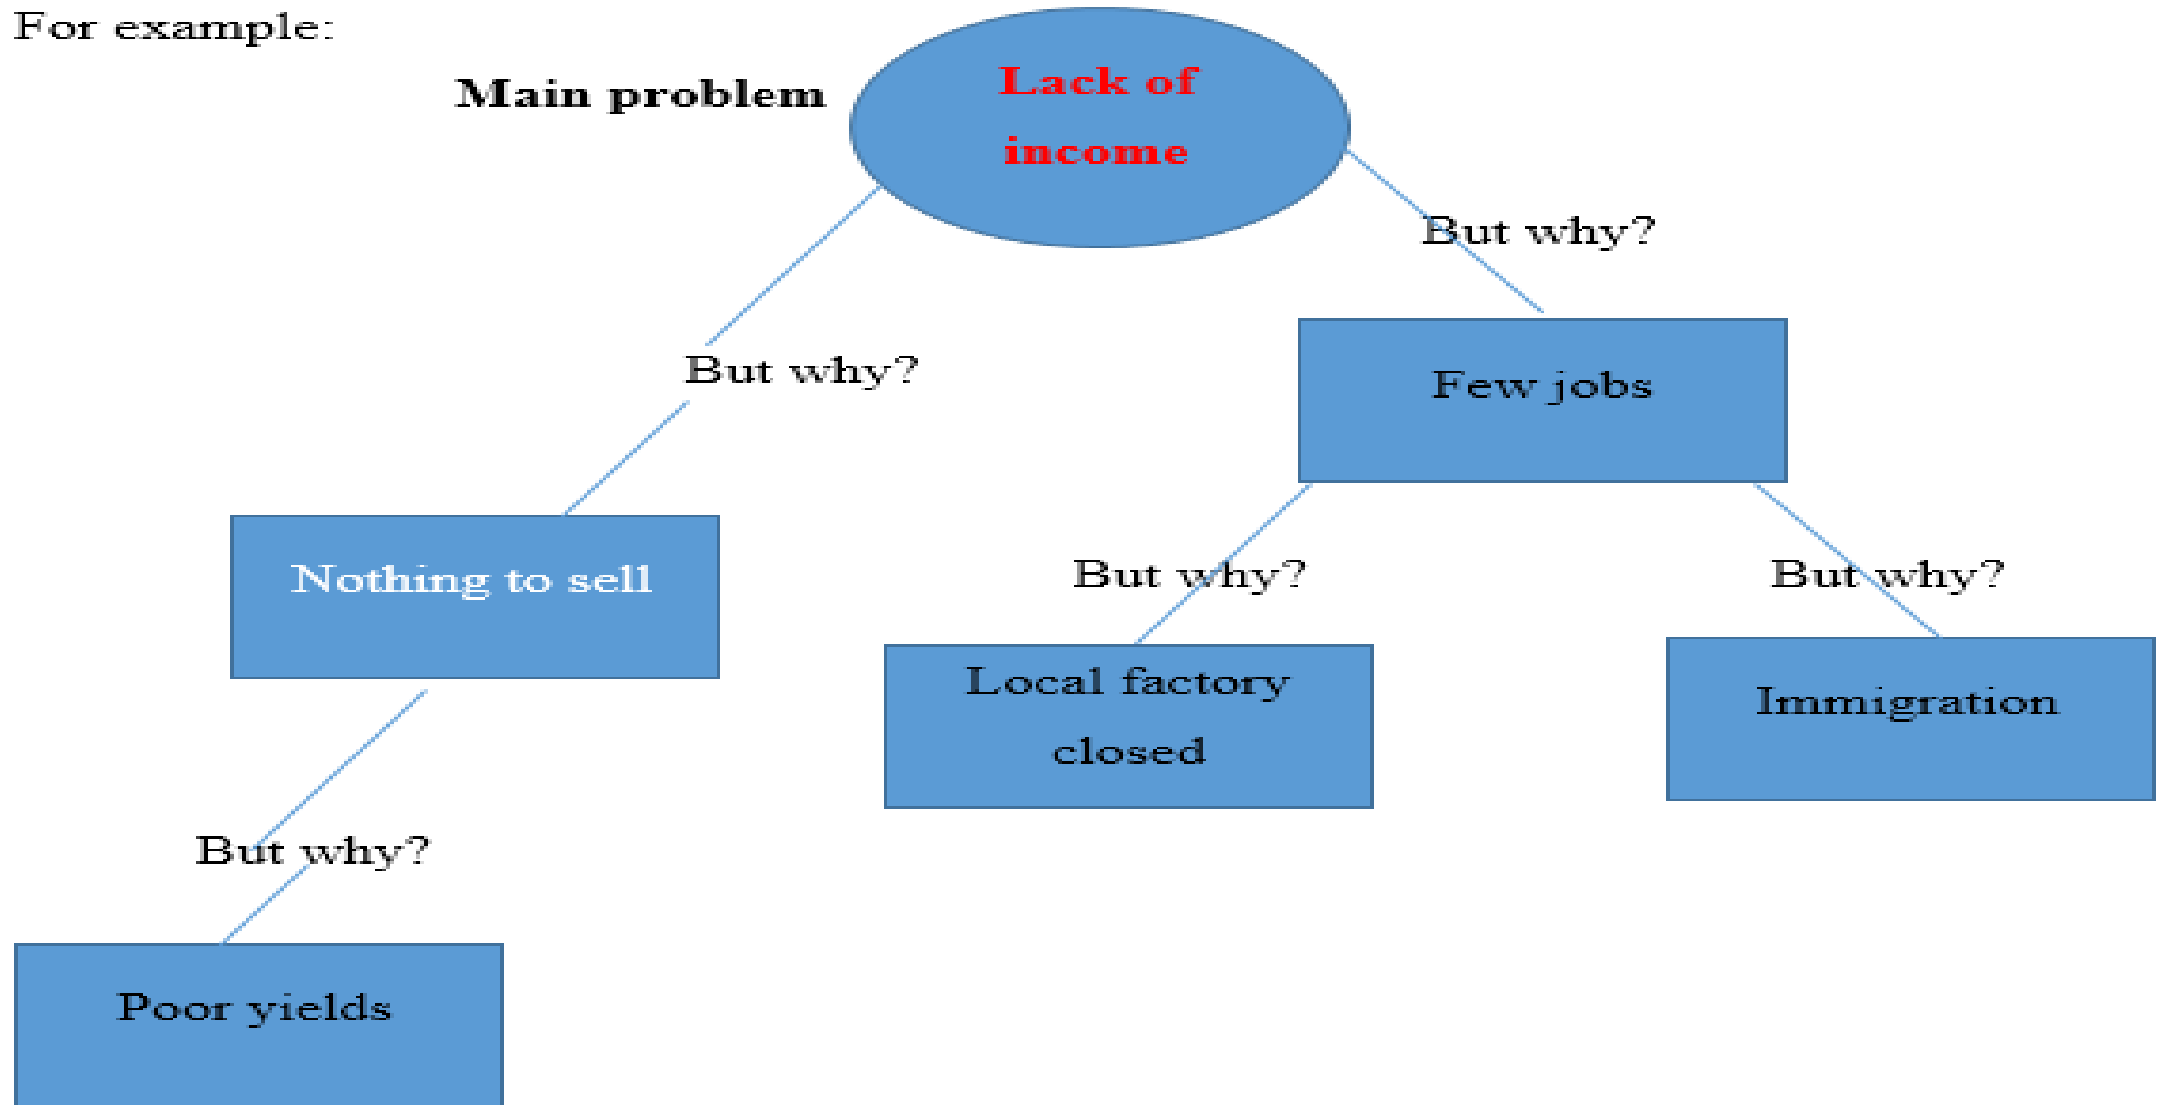 For example:
Main problem
Lack of
income
But why?
But why?
Few jobs
Nothing to sell
But why?
But why?
Local factory
closed
Immigration
But why?
Poor yields